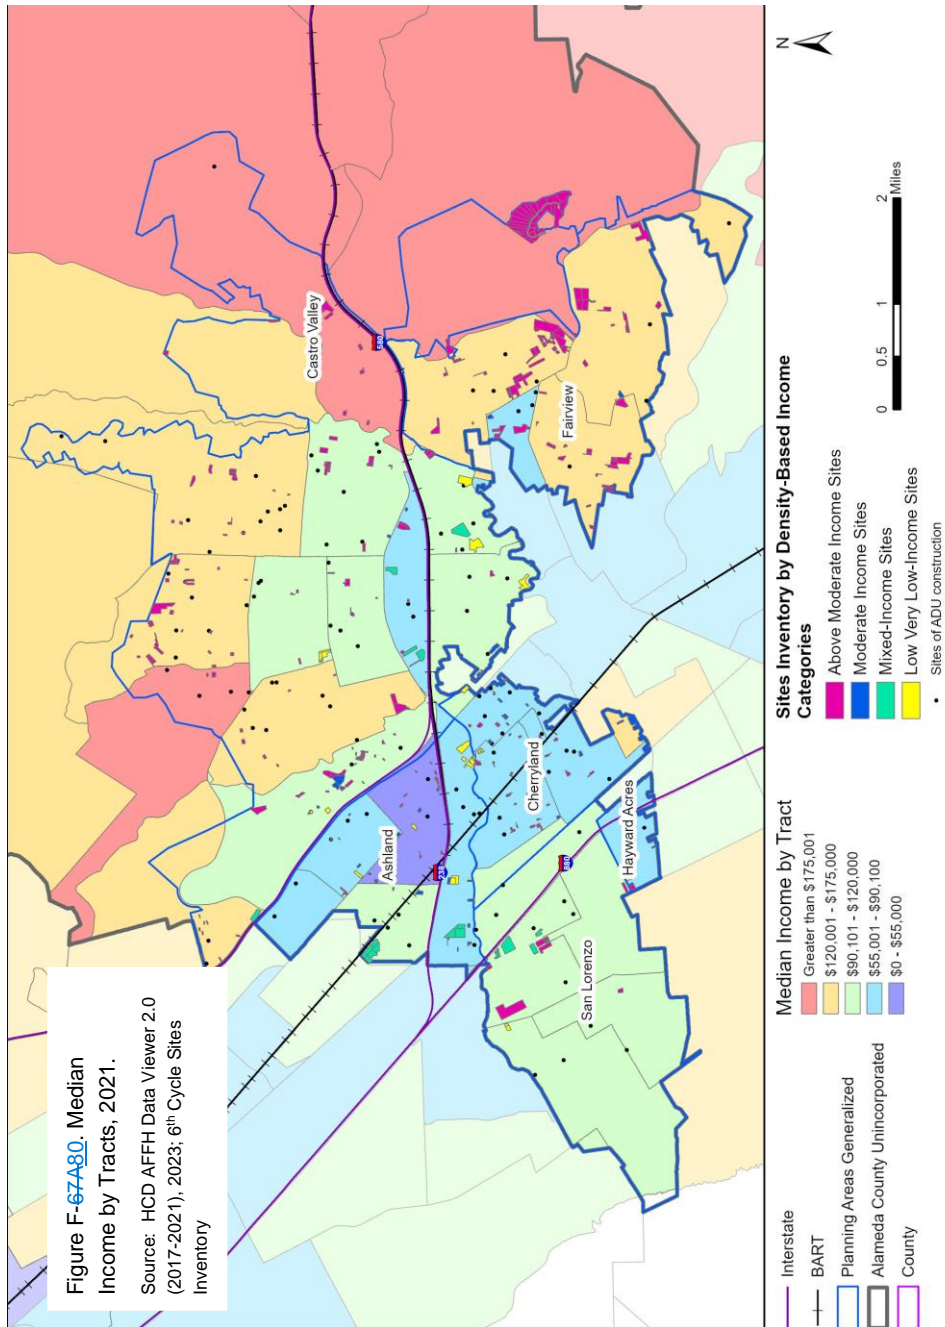 Figure F-67A80. Median
Income by Tracts, 2021.
Source: HCD AFFH Data Viewer 2.0
(2017-2021), 2023; 6th Cycle Sites
Inventory
Castro Valley
580
Fairview
Ashland
238
Cherryland
Hayward Acres
880
San Lorenzo
N
Interstate
BART
Planning Areas Generalized
Alameda County Unincorporated
County
Median Income by Tract
Greater than $175,001
$120,001 - $175,000
$90,101 - $120,000
$55,001 - $90,100
$0 - $55,000
Sites Inventory by Density-Based Income
Categories
Above Moderate Income Sites
Moderate Income Sites
Mixed-Income Sites
Low Very Low-Income Sites
Sites of ADU construction
0 0.5 1 2
Miles